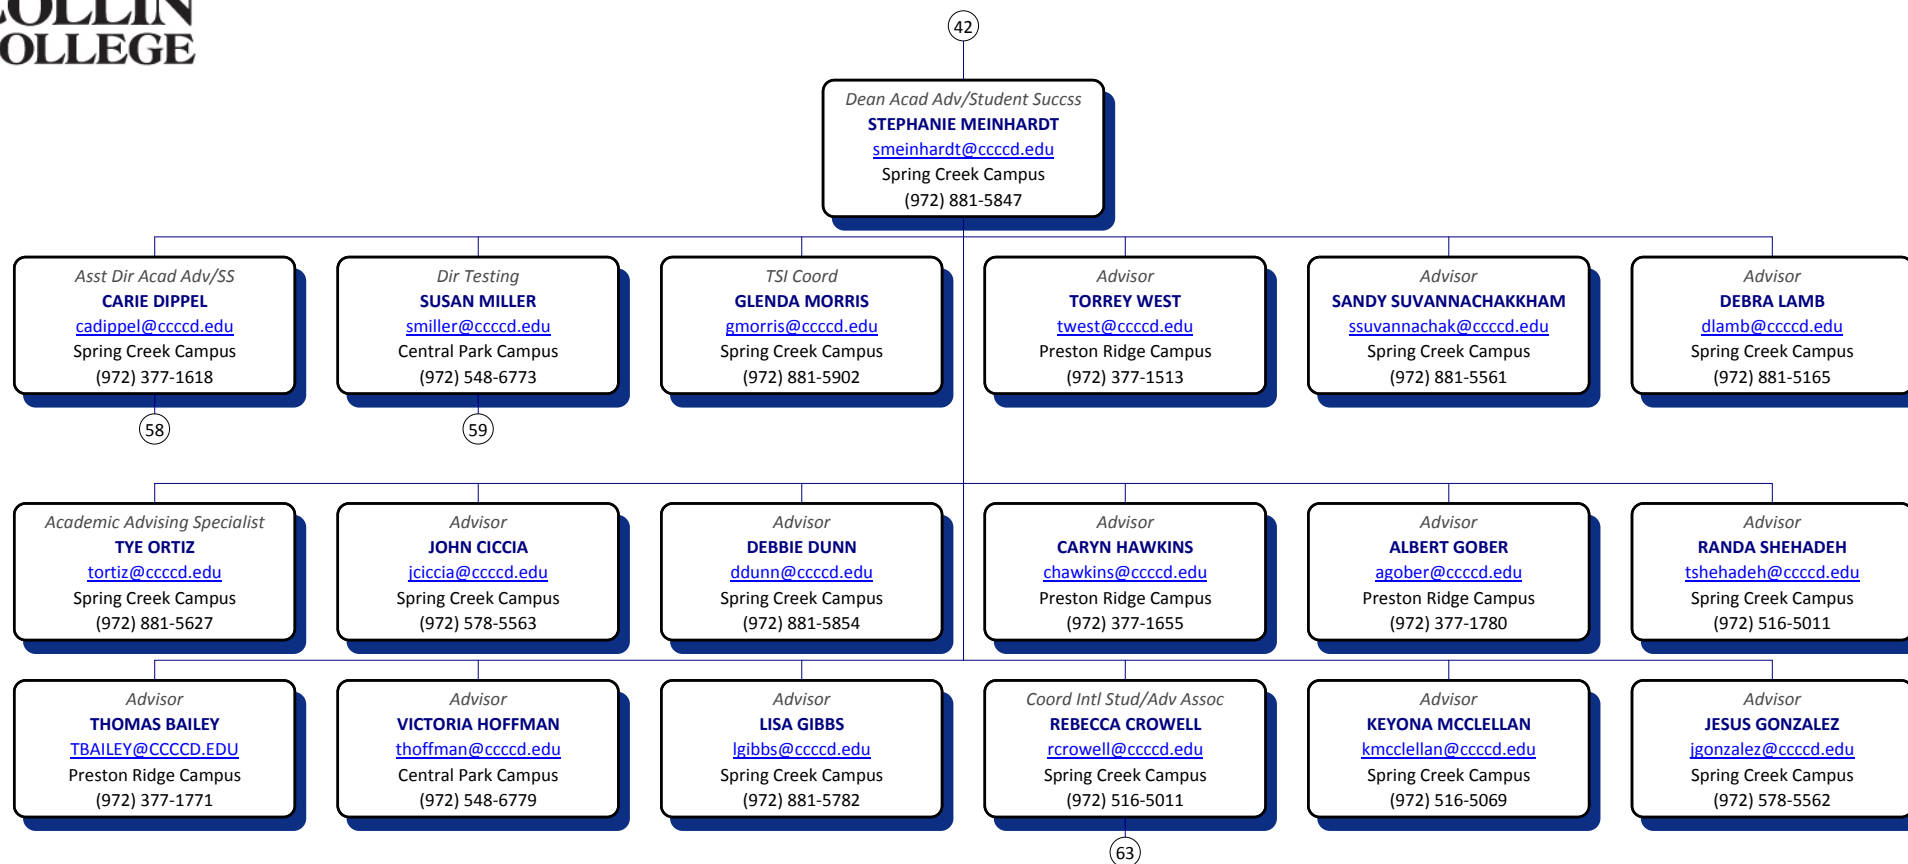 COLLIN
COLLEGE
42
Dean Acad Adv/Student Succss
STEPHANIE MEINHARDT
smeinhardt@ccccd.edu
Spring Creek Campus
(972) 881-5847
Asst Dir Acad Adv/SS
CARIE DIPPEL
cadippel@ccccd.edu
Spring Creek Campus
(972) 377-1618
58
Dir Testing
SUSAN MILLER
smiller@ccccd.edu
Central Park Campus
(972) 548-6773
59
TSI Coord
GLENDA MORRIS
gmorris@ccccd.edu
Spring Creek Campus
(972) 881-5902
Advisor
TORREY WEST
twest@ccccd.edu
Preston Ridge Campus
(972) 377-1513
Advisor
SANDY SUVANNACHAKKHAM
ssuvannachak@ccccd.edu
Spring Creek Campus
(972) 881-5561
Advisor
DEBRA LAMB
dlamb@ccccd.edu
Spring Creek Campus
(972) 881-5165
Academic Advising Specialist
TYE ORTIZ
tortiz@ccccd.edu
Spring Creek Campus
(972) 881-5627
Advisor
JOHN CICCIA
jciccia@ccccd.edu
Spring Creek Campus
(972) 578-5563
Advisor
DEBBIE DUNN
ddunn@ccccd.edu
Spring Creek Campus
(972) 881-5854
Advisor
CARYN HAWKINS
chawkins@ccccd.edu
Preston Ridge Campus
(972) 377-1655
Advisor
ALBERT GOBER
agober@ccccd.edu
Preston Ridge Campus
(972) 377-1780
Advisor
RANDA SHEHADEH
tshehadeh@ccccd.edu
Spring Creek Campus
(972) 516-5011
Advisor
THOMAS BAILEY
TBAILEY@CCCCD.EDU
Preston Ridge Campus
(972) 377-1771
Advisor
VICTORIA HOFFMAN
thoffman@ccccd.edu
Central Park Campus
(972) 548-6779
Advisor
LISA GIBBS
lgibbs@ccccd.edu
Spring Creek Campus
(972) 881-5782
Coord Intl Stud/Adv Assoc
REBECCA CROWELL
rcrowell@ccccd.edu
Spring Creek Campus
(972) 516-5011
63
Advisor
KEYONA MCCLELLAN
kmcclellan@ccccd.edu
Spring Creek Campus
(972) 516-5069
Advisor
JESUS GONZALEZ
jgonzalez@ccccd.edu
Spring Creek Campus
(972) 578-5562